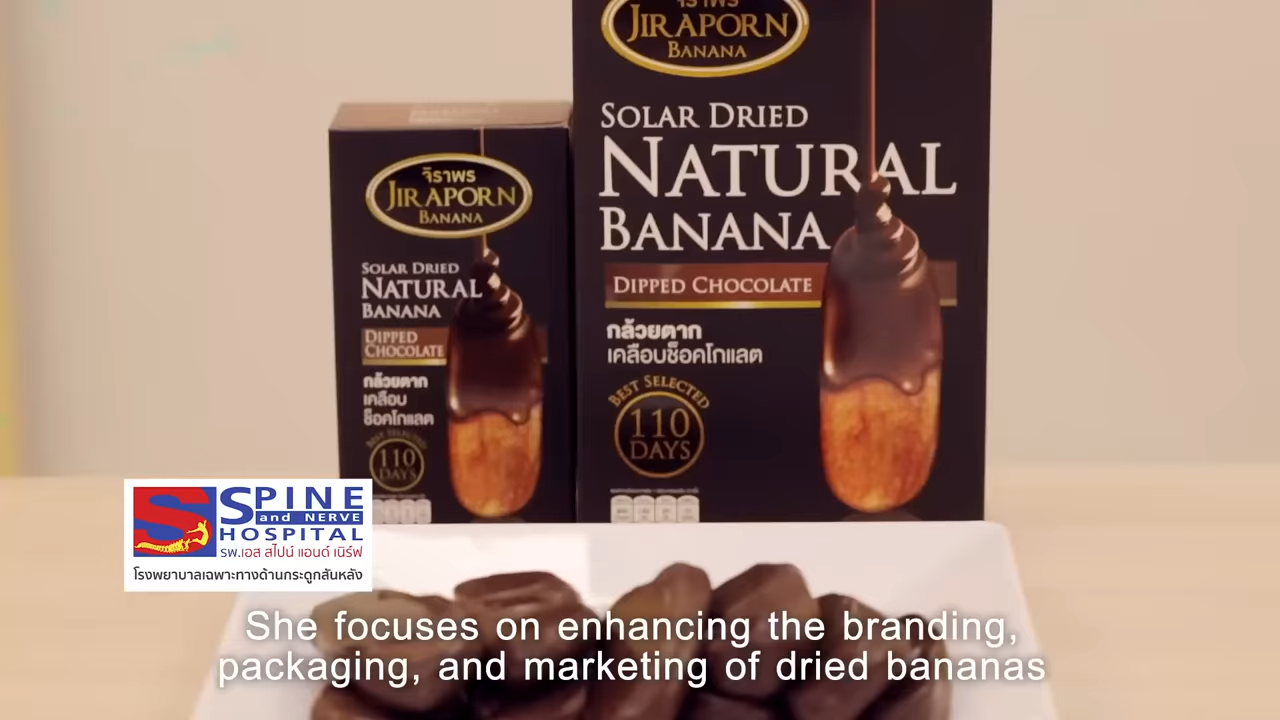 จิราพร
JIRAPORN
BANANA
SOLAR DRIED
NATURAL
BANANA
DIPPED
CHOCOLATE
กล้วยตาก
เคลือบ
ช็อคโกแลต
BEST SELECTED
110
DAYS
จิราพร
JIRAPORN
BANANA
SOLAR DRIED
NATURAL
BANANA
DIPPED CHOCOLATE
กล้วยตาก
เคลือบช็อคโกแลต
BEST SELECTED
110
DAYS
S SPINE
and NERVE
HOSPITAL
รพ.เอส สไปน์ แอนด์ เนิร์ฟ
โรงพยาบาลเฉพาะทางด้านกระดูกสันหลัง
She focuses on enhancing the branding,
packaging, and marketing of dried bananas